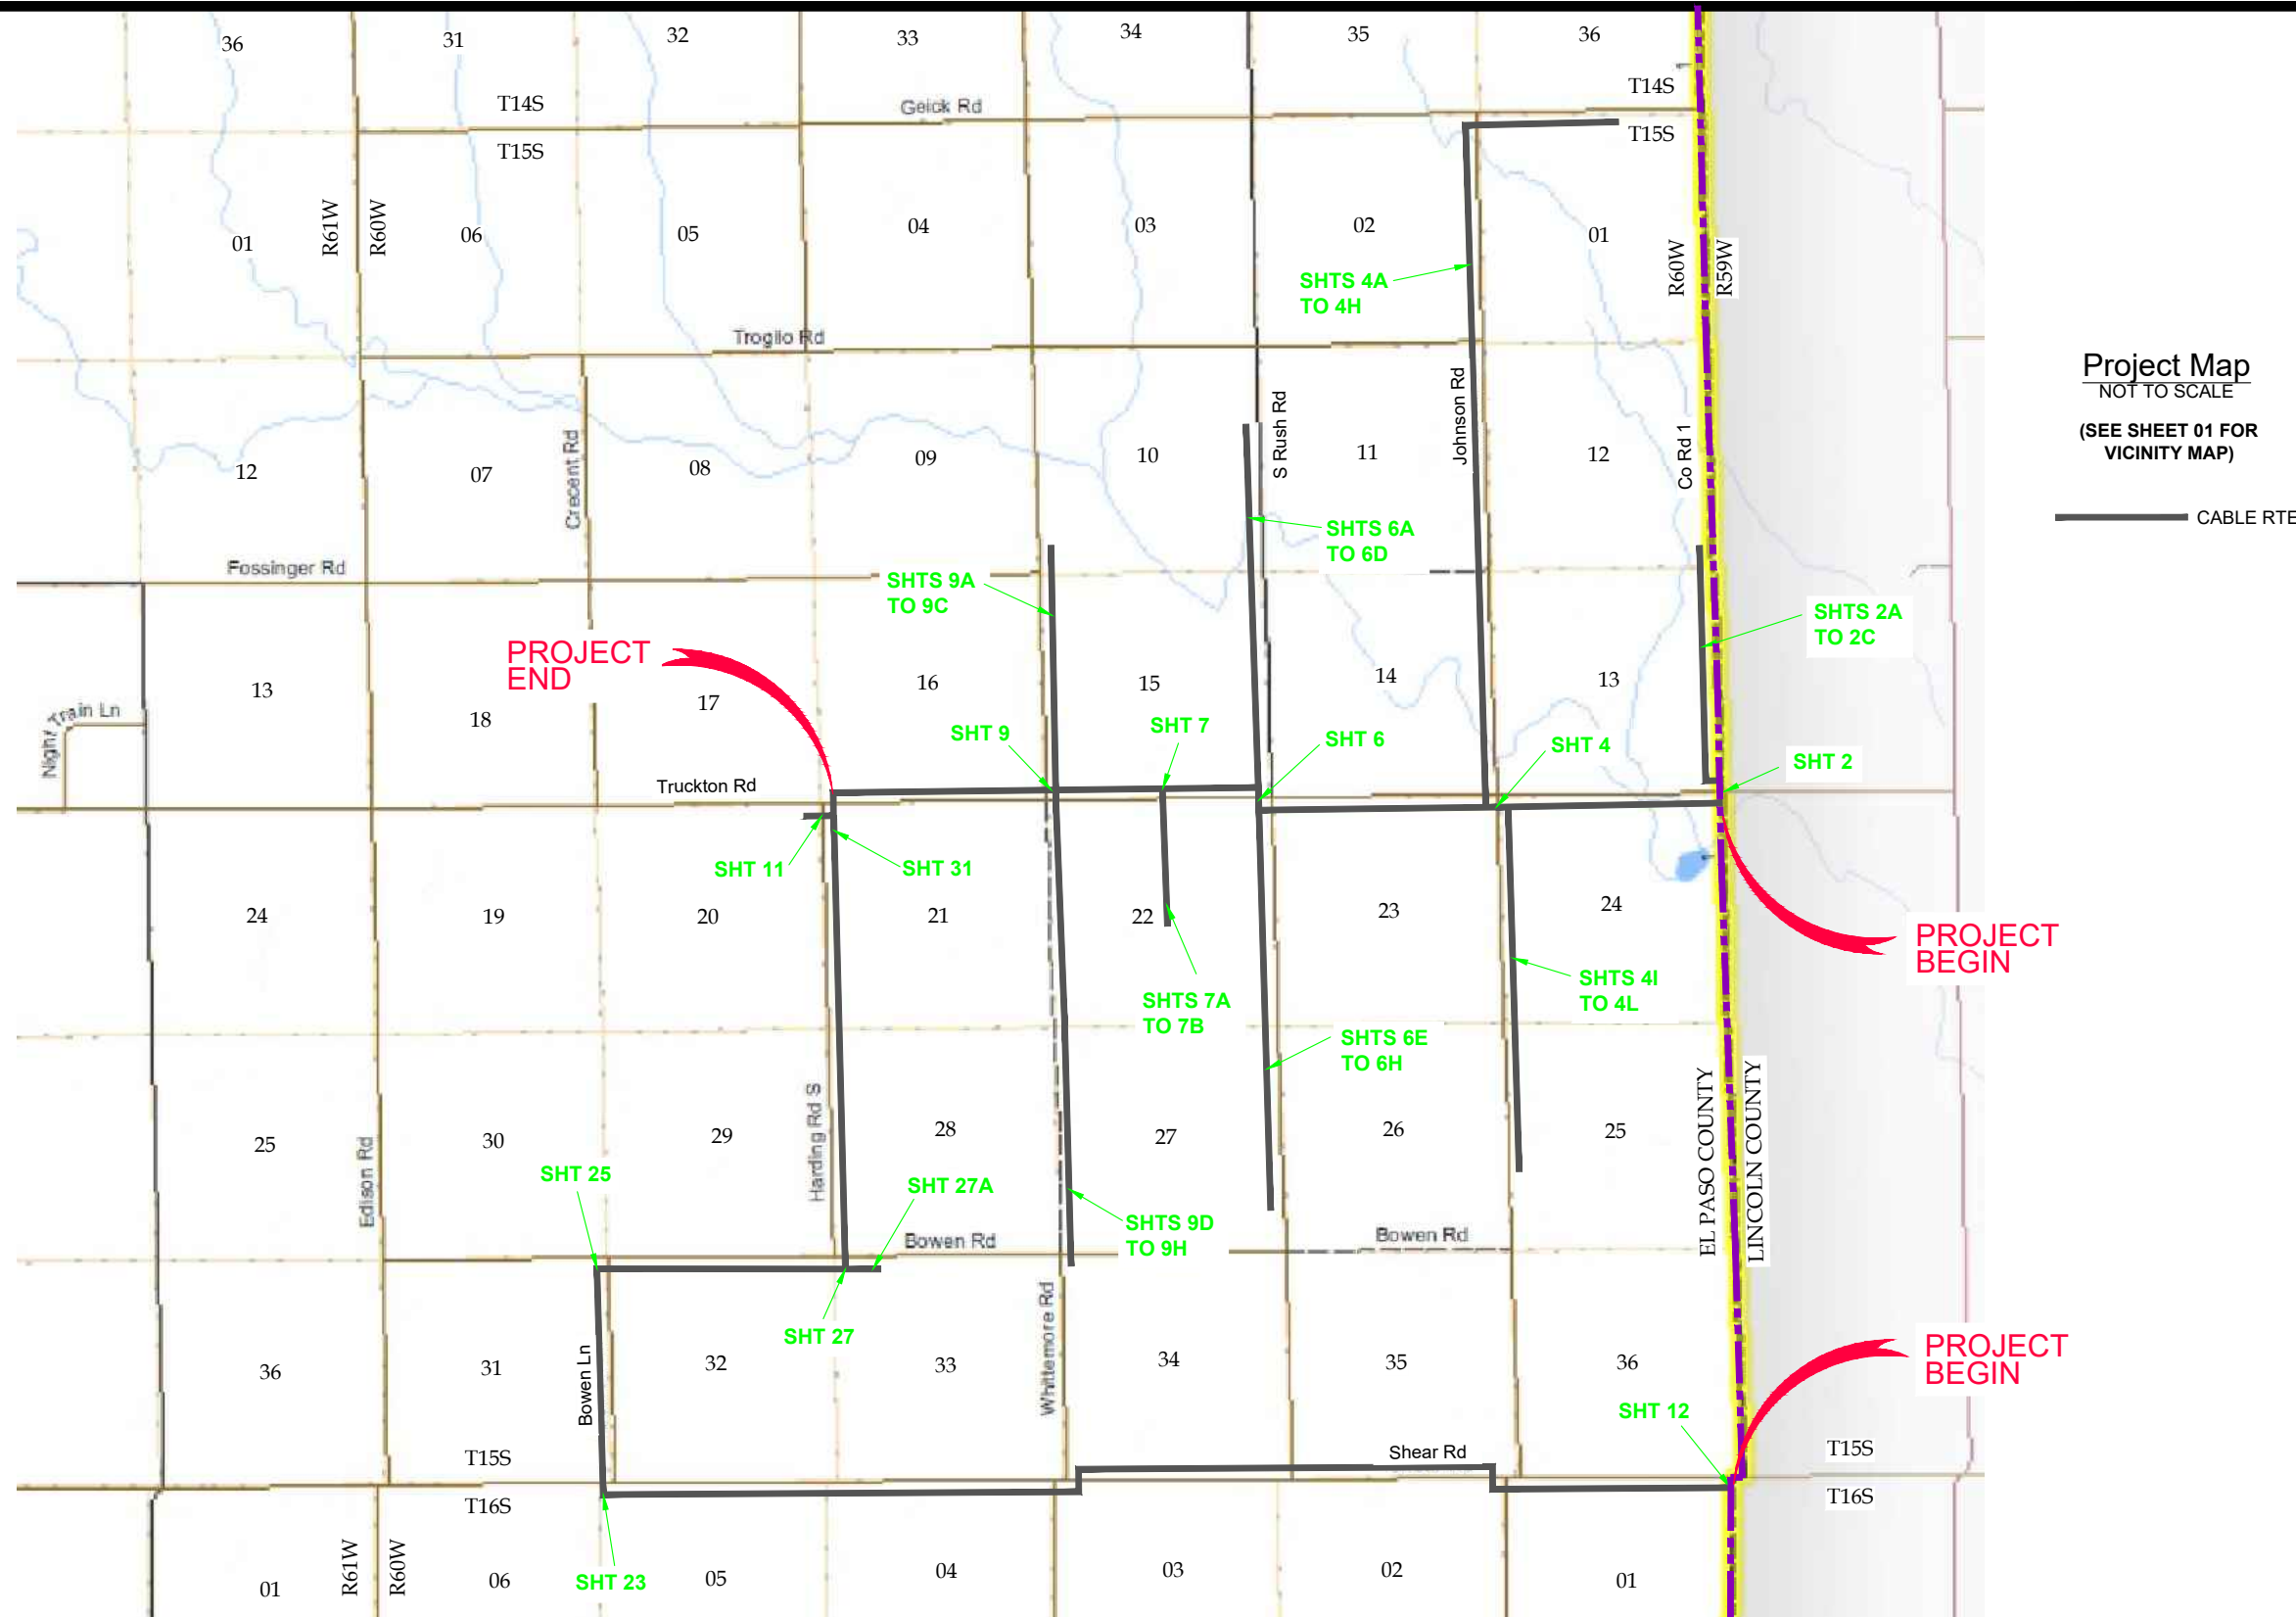 36
31
32
33
34
35
36
T14S
Geick Rd
T14S
T15S
T15S
R61W
R60W
01
06
05
04
03
02
01
R60W
R59W
SHTS 4A
TO 4H
Troglio Rd
Project Map
NOT TO SCALE
(SEE SHEET 01 FOR
VICINITY MAP)
CABLE RTE
12
07
Crecent Rd
08
09
10
S Rush Rd
11
Johnson Rd
12
Co Rd 1
SHTS 6A
TO 6D
Fossinger Rd
SHTS 9A
TO 9C
SHTS 2A
TO 2C
PROJECT
END
13
18
17
16
15
14
13
Train Ln
SHT 9
SHT 7
SHT 6
SHT 4
SHT 2
Truckton Rd
SHT 11
SHT 31
24
19
20
21
22
23
24
PROJECT
BEGIN
SHTS 7A
TO 7B
SHTS 4I
TO 4L
SHTS 6E
TO 6H
EL PASO COUNTY
LINCOLN COUNTY
25
Edison Rd
30
29
Harding Rd S
28
27
26
25
SHT 25
SHT 27A
SHTS 9D
TO 9H
Bowen Rd
Bowen Rd
SHT 27
36
31
Bowen Ln
32
33
Whittemore Rd
34
35
36
PROJECT
BEGIN
SHT 12
T15S
Shear Rd
T15S
T16S
T16S
R61W
R60W
01
06
SHT 23
05
04
03
02
01